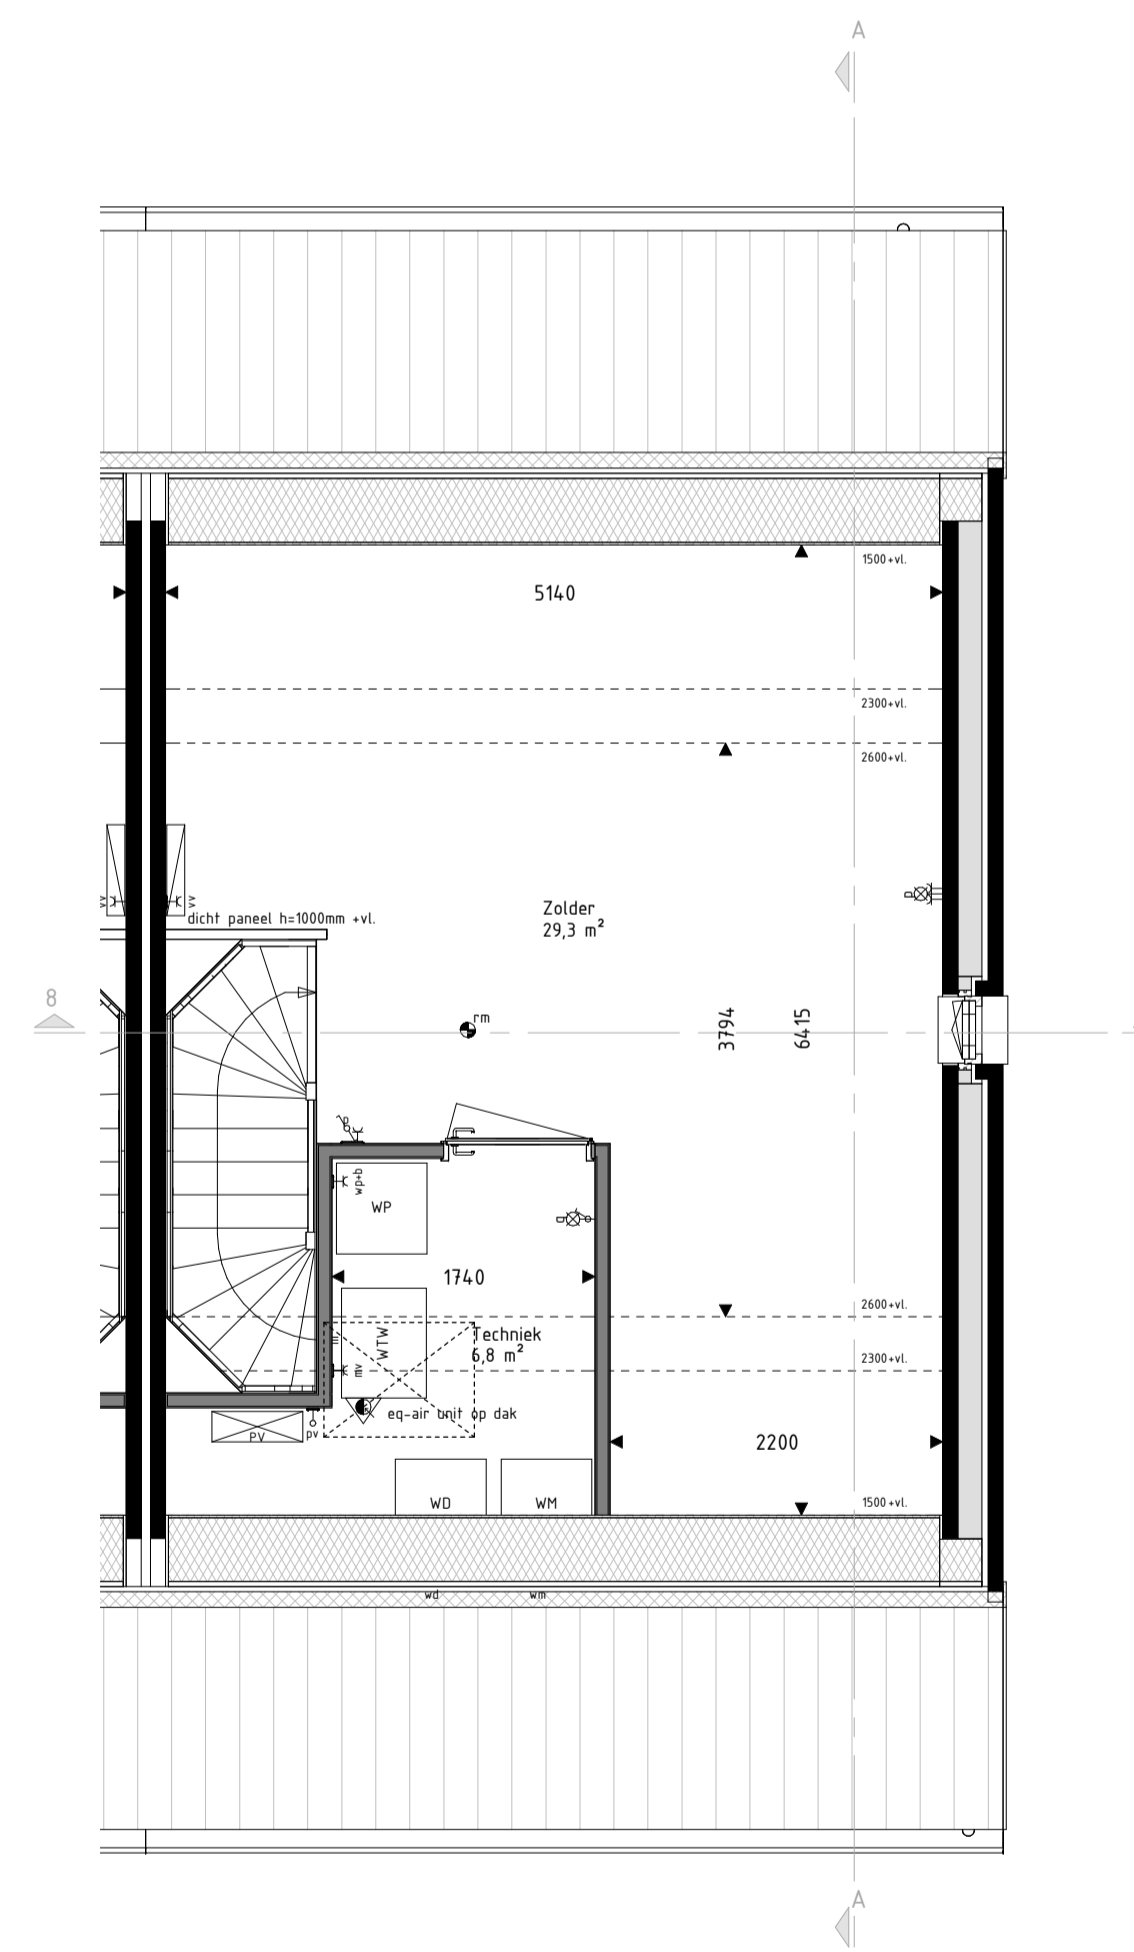 A
1500+vl.
5140
2300+vl.
2600+vl.
vv
vv
dicht paneel h=1000mm +vl.
Zolder
29,3 m²
8
rm
3794
6415
wp+b
WP
1740
2600+vl.
WTW
Techniek
6,8 m²
2300+vl.
mv
eq-air unit op dak
PV
pv
2200
WD
WM
1500+vl.
wd
wm
A